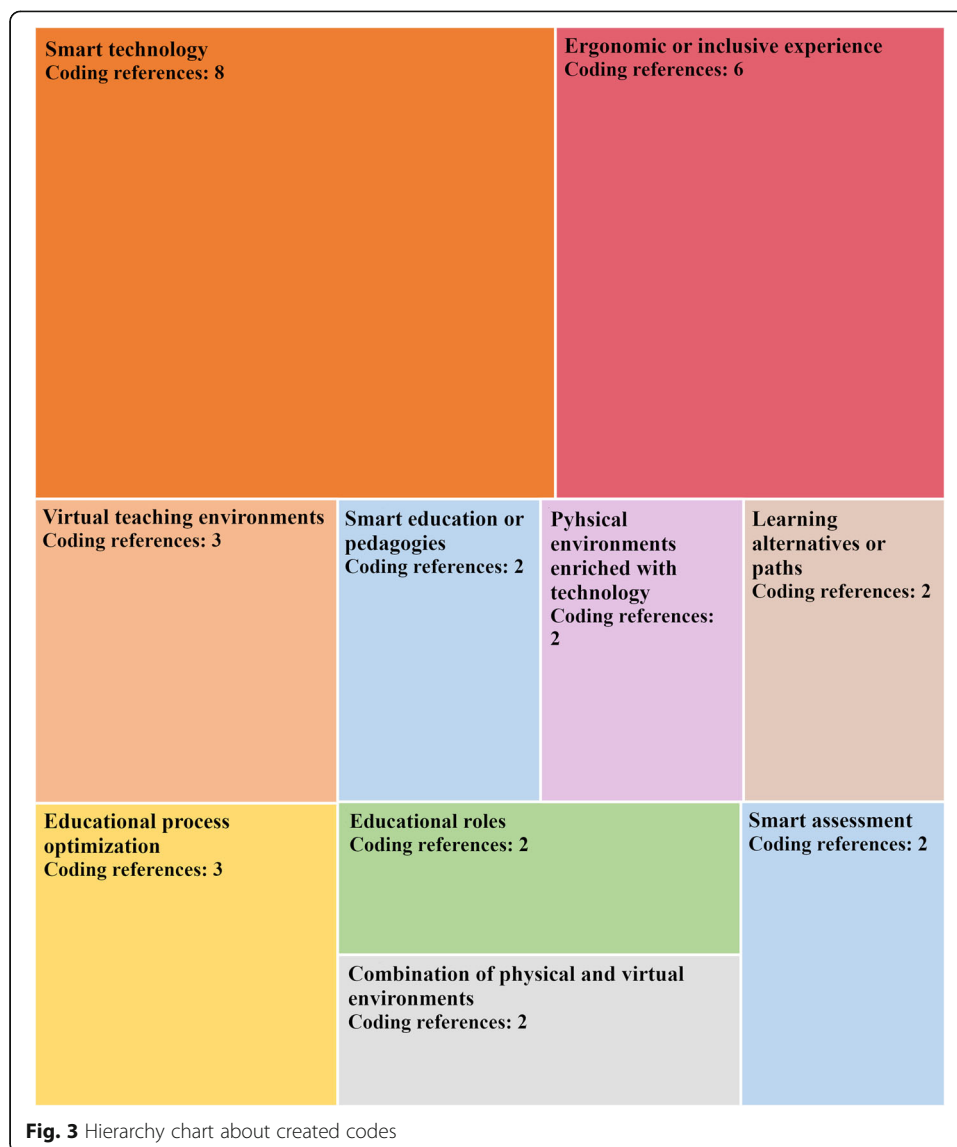 Smart technology
Coding references: 8
Ergonomic or inclusive experience
Coding references: 6
Virtual teaching environments
Coding references: 3
Smart education or
pedagogies
Coding references: 2
Pyhsical
environments
enriched with
technology
Coding references:
2
Learning
alternatives or
paths
Coding references: 2
Educational process
optimization
Coding references: 3
Educational roles
Coding references: 2
Smart assessment
Coding references: 2
Combination of physical and virtual
environments
Coding references: 2
Fig. 3 Hierarchy chart about created codes